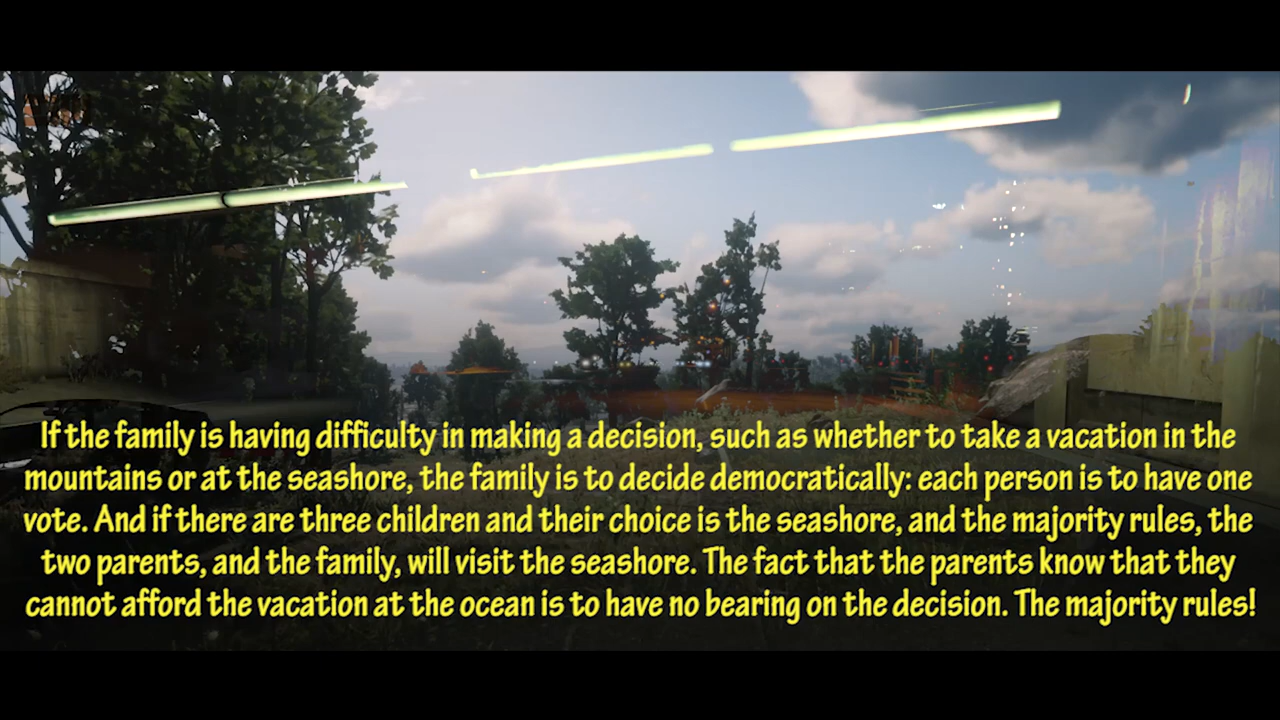 If the family is having difficulty in making a decision, such as whether to take a vacation in the
mountains or at the seashore, the family is to decide democratically: each person is to have one
vote. And if there are three children and their choice is the seashore, and the majority rules, the
two parents, and the family, will visit the seashore. The fact that the parents know that they
cannot afford the vacation at the ocean is to have no bearing on the decision. The majority rules!